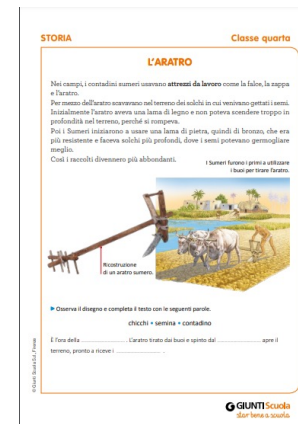 STORIA
Classe quarta
L'ARATRO
Nei campi, i contadini sumeri usavano attrezzi da lavoro come la falce, la zappa
e l'aratro.
Per mezzo dell'aratro scavavano nel terreno dei solchi in cui venivano gettati i semi.
Inizialmente l'aratro aveva una lama di legno e non poteva scendere troppo in
profondità nel terreno, perché si rompeva.
Poi i Sumeri iniziarono a usare una lama di pietra, quindi di bronzo, che era
più resistente e faceva solchi più profondi, dove i semi potevano germogliare
meglio.
Così i raccolti divennero più abbondanti.
I Sumeri furono i primi a utilizzare
i buoi per tirare l'aratro.
Ricostruzione
di un aratro sumero.
Osserva il disegno e completa il testo con le seguenti parole.
chicchi • semina • contadino
È l'ora della .................... L'aratro tirato dai buoi e spinto dal .................... apre il
terreno, pronto a riceve i .................... .
© Giunti Scuola S.r.l., Firenze
GIUNTI Scuola
star bene a scuola